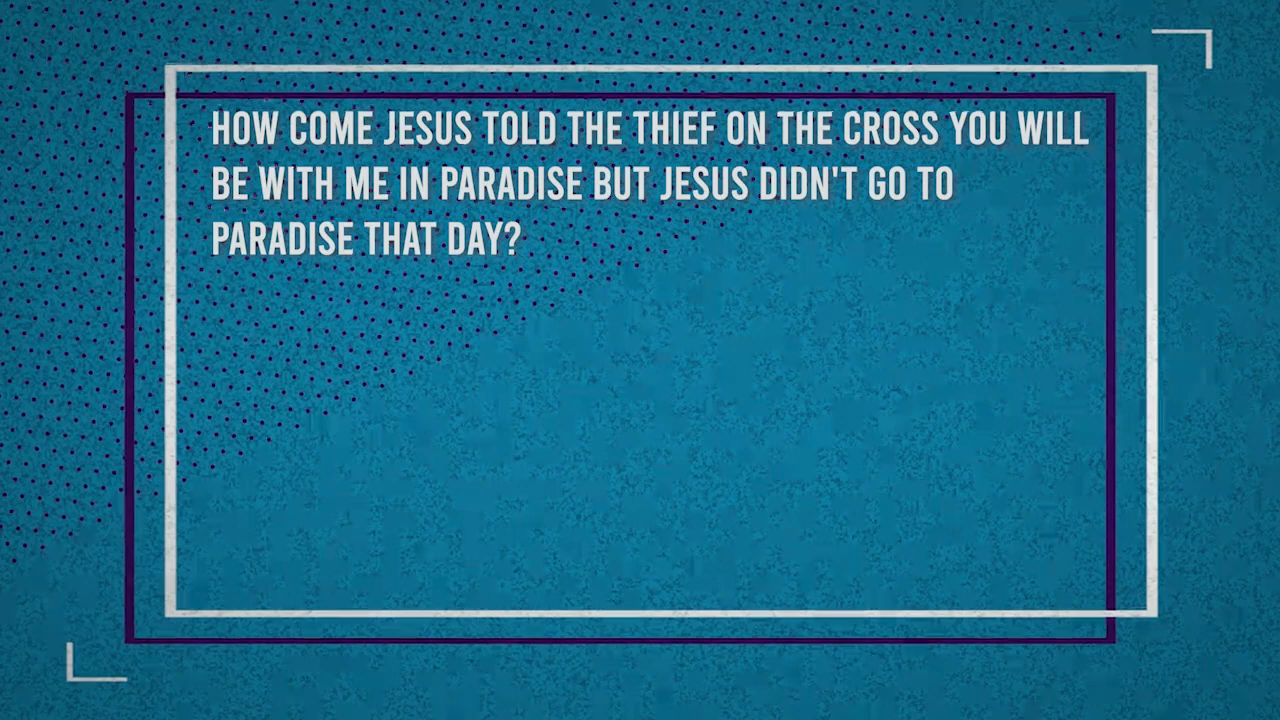 HOW COME JESUS TOLD THE THIEF ON THE CROSS YOU WILL
BE WITH ME IN PARADISE BUT JESUS DIDN'T GO TO
PARADISE THAT DAY?